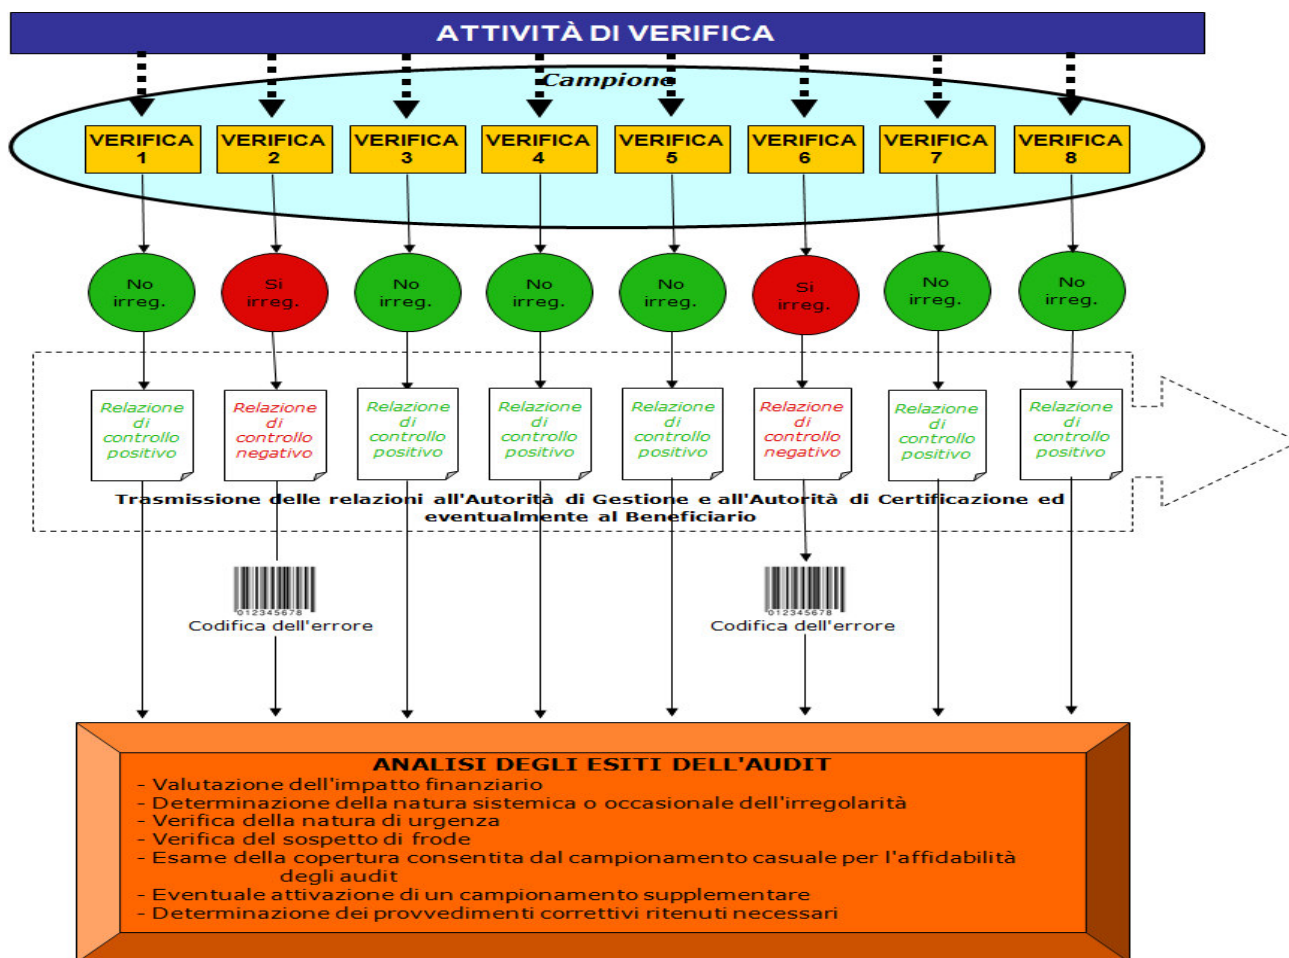 ATTIVITÀ DI VERIFICA
Campione
VERIFICA
1
VERIFICA
2
VERIFICA
3
VERIFICA
4
VERIFICA
5
VERIFICA
6
VERIFICA
7
VERIFICA
8
No
irreg.
Si
irreg.
No
irreg.
No
irreg.
No
irreg.
Si
irreg.
No
irreg.
No
irreg.
Relazione
di
controllo
positivo
Relazione
di
controllo
negativo
Relazione
di
controllo
positivo
Relazione
di
controllo
positivo
Relazione
di
controllo
positivo
Relazione
di
controllo
negativo
Relazione
di
controllo
positivo
Relazione
di
controllo
positivo
Trasmissione delle relazioni all'Autorità di Gestione e all'Autorità di Certificazione ed
eventualmente al Beneficiario
012345678
Codifica dell'errore
012345678
Codifica dell'errore
ANALISI DEGLI ESITI DELL'AUDIT
- Valutazione dell'impatto finanziario
- Determinazione della natura sistemica o occasionale dell'irregolarità
- Verifica della natura di urgenza
- Verifica del sospetto di frode
- Esame della copertura consentita dal campionamento casuale per l'affidabilità
degli audit
- Eventuale attivazione di un campionamento supplementare
- Determinazione dei provvedimenti correttivi ritenuti necessari